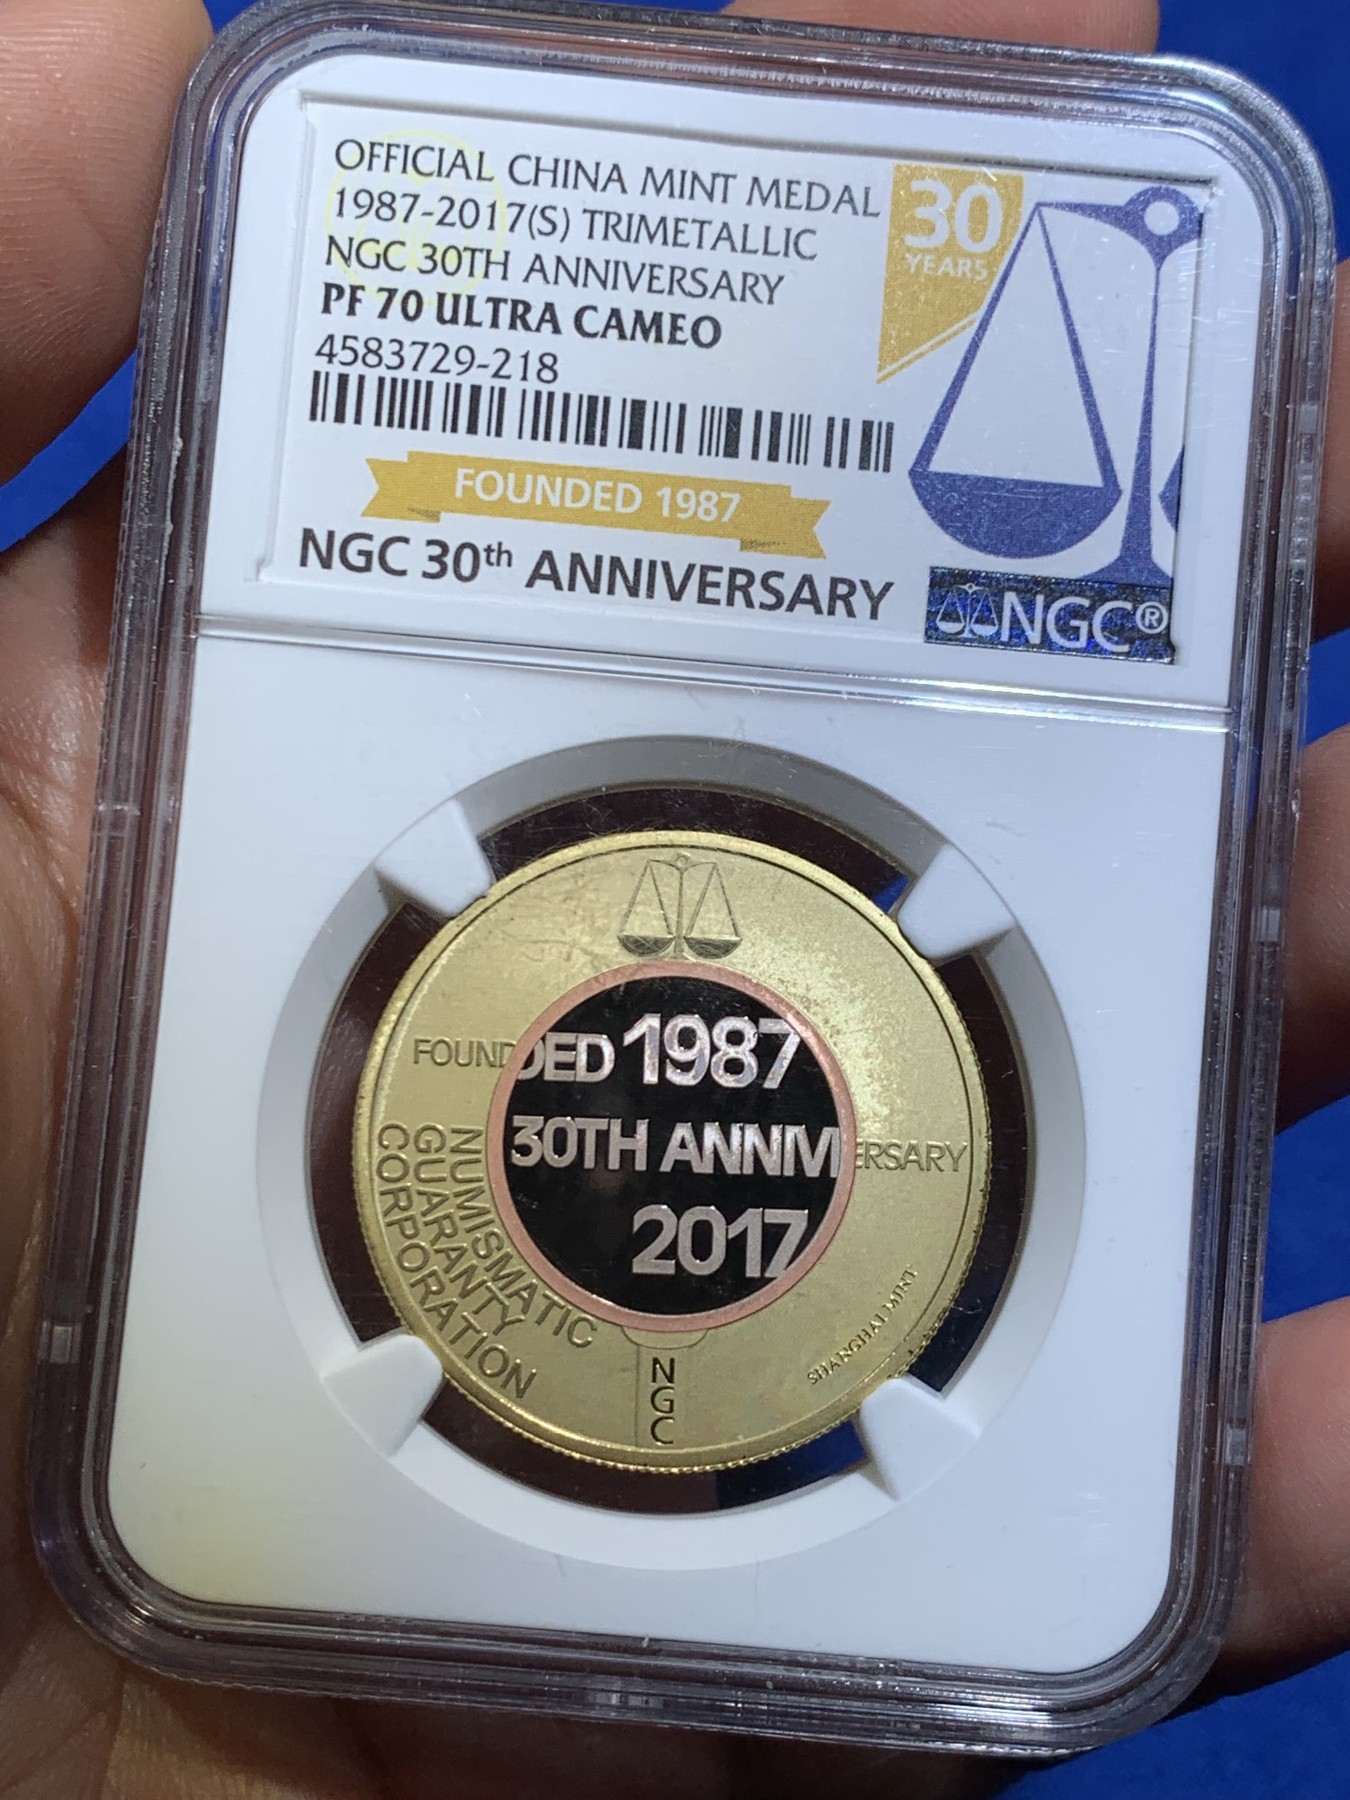 OFFICIAL CHINA MINT MEDAL
1987-2017(S) TRIMETALLIC
NGC 30TH ANNIVERSARY
PF 70 ULTRA CAMEO
4583729-218
30
YEARS
FOUNDED 1987
NGC 30th ANNIVERSARY
NGC®
FOUNDED 1987
30TH ANNIVERSARY
2017
NUMISMATIC
GUARANTY
CORPORATION
NGC
SHANGHAI MINT